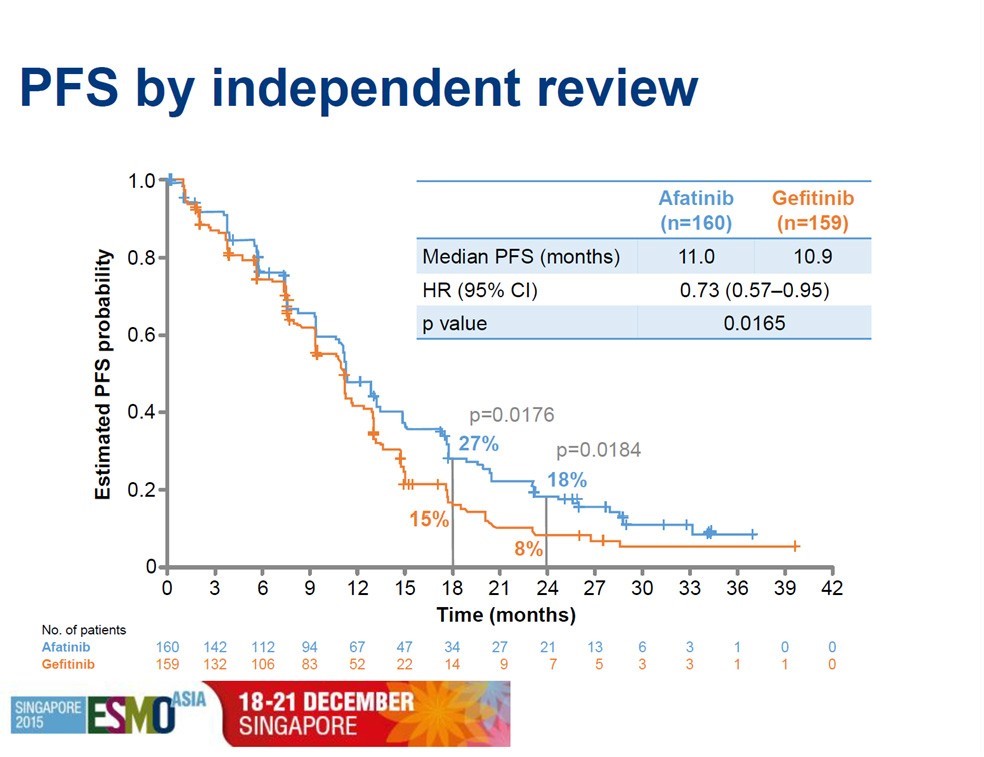 PFS by independent review
Afatinib Gefitinib
(n=160) (n=159)
Median PFS (months) 11.0 10.9
HR (95% CI) 0.73 (0.57–0.95)
p value 0.0165
Estimated PFS probability
1.0
0.8
0.6
0.4
0.2
0
p=0.0176
27%
p=0.0184
18%
15%
8%
0 3 6 9 12 15 18 21 24 27 30 33 36 39 42
Time (months)
No. of patients
Afatinib 160 142 112 94 67 47 34 27 21 13 6 3 1 0 0
Gefitinib 159 132 106 83 52 22 14 9 7 5 3 3 1 1 0
SINGAPORE
2015
ESMO ASIA
18-21 DECEMBER
SINGAPORE